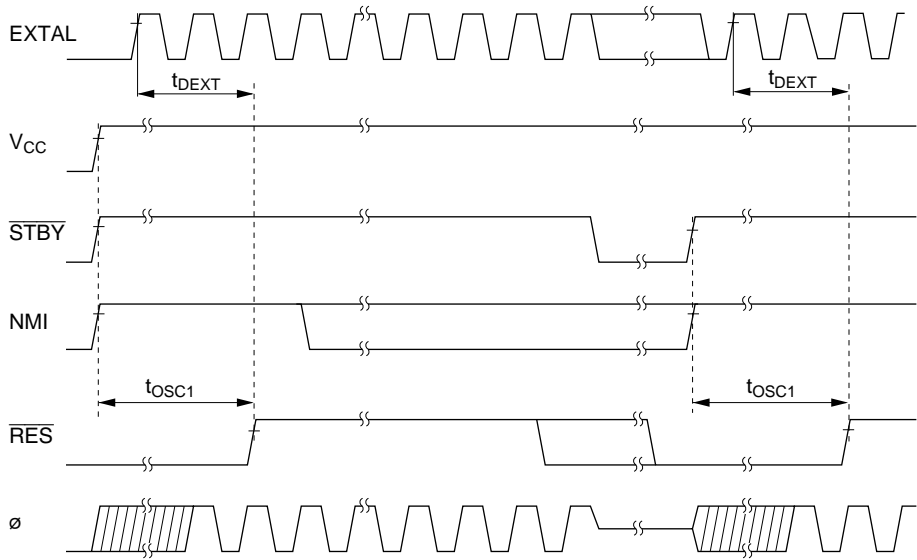 EXTAL
tDEXT tDEXT
VCC
STBY
NMI
tOSC1 tOSC1
RES
ø